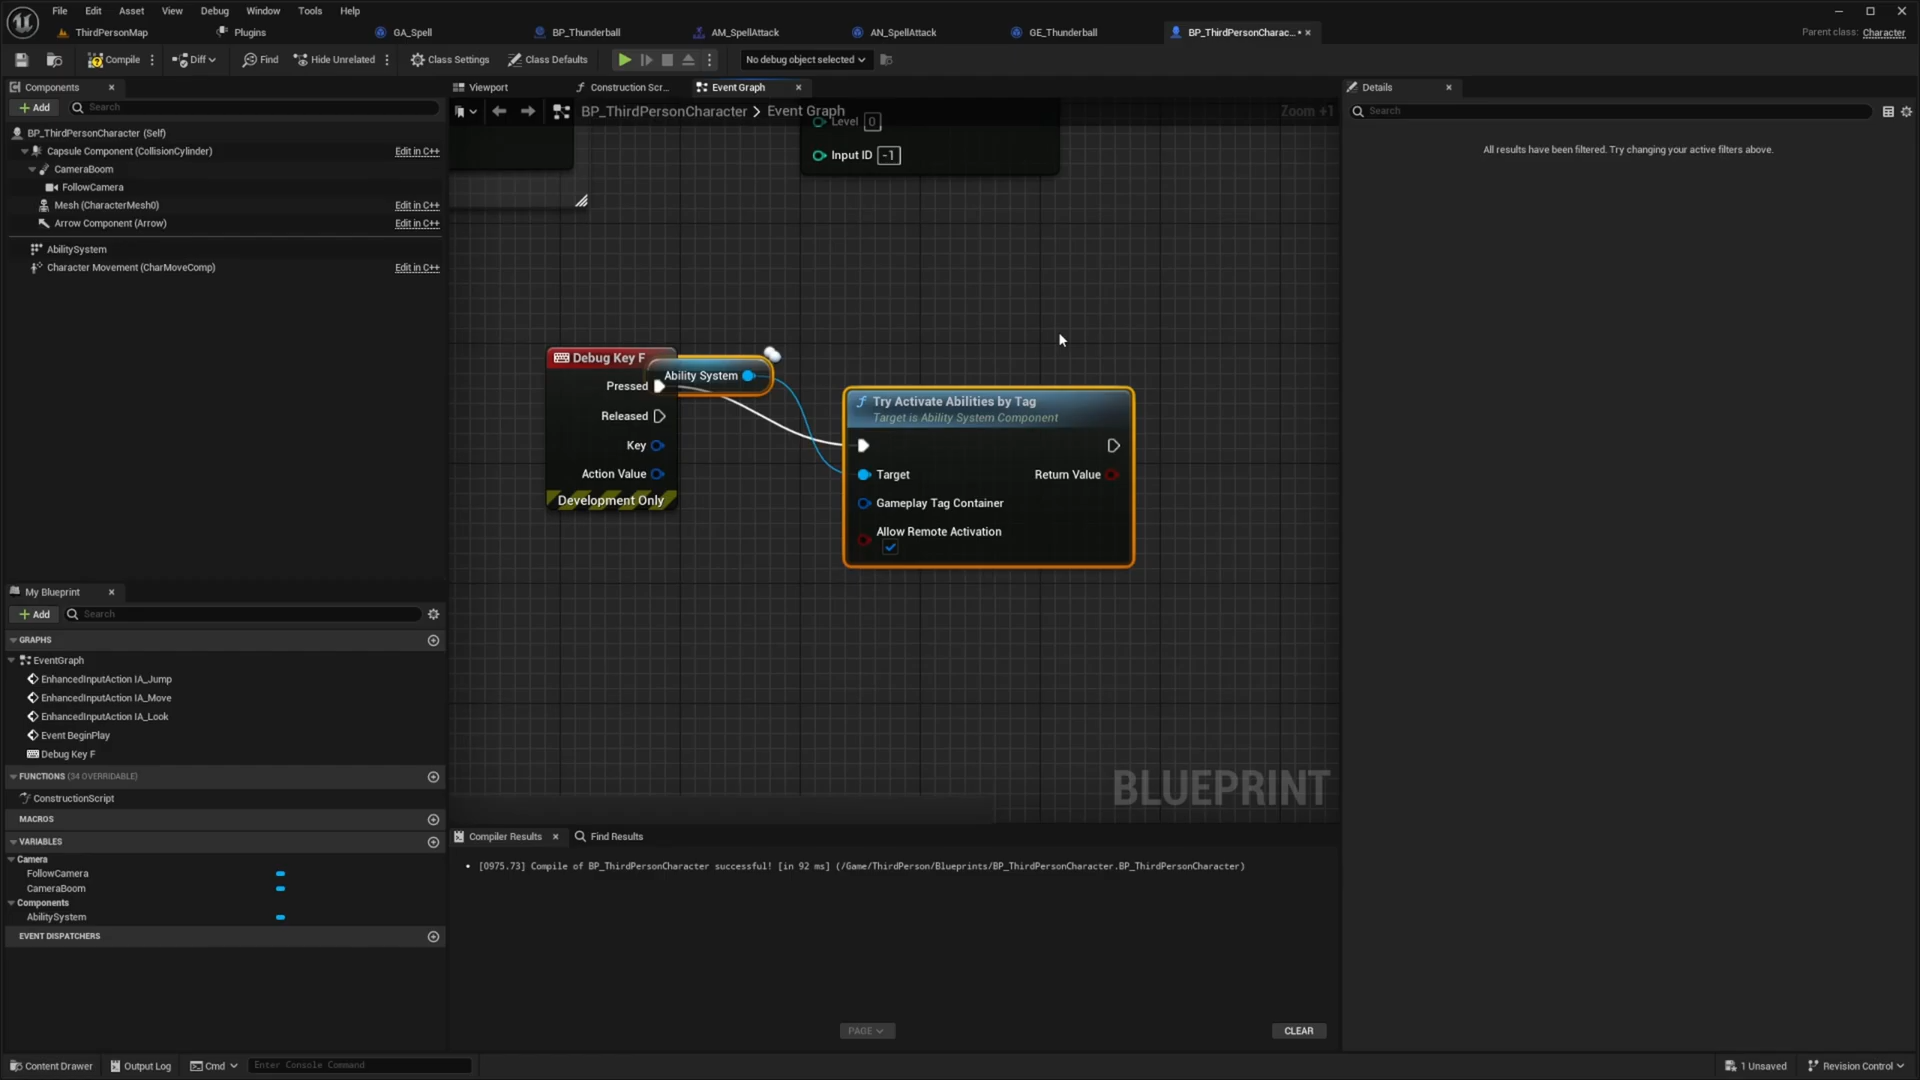 File Edit Asset View Debug Window Tools Help
ThirdPersonMap Plugins GA_Spell BP_Thunderball AM_SpellAttack AN_SpellAttack GE_Thunderball BP_ThirdPersonCharac... Parent class: Character
Compile Diff Find Hide Unrelated Class Settings Class Defaults No debug object selected
Components
Add Search
BP_ThirdPersonCharacter (Self)
Capsule Component (CollisionCylinder) Edit in C++
CameraBoom
FollowCamera
Mesh (CharacterMesh0) Edit in C++
Arrow Component (Arrow) Edit in C++
AbilitySystem
Character Movement (CharMoveComp) Edit in C++
My Blueprint
Add Search
GRAPHS
EventGraph
EnhancedInputAction IA_Jump
EnhancedInputAction IA_Move
EnhancedInputAction IA_Look
Event BeginPlay
Debug Key F
FUNCTIONS (34 OVERRIDABLE)
ConstructionScript
MACROS
VARIABLES
Camera
FollowCamera
CameraBoom
Components
AbilitySystem
EVENT DISPATCHERS
Viewport Construction Scr... Event Graph
BP_ThirdPersonCharacter > Event Graph Zoom +1
Level 0
Input ID -1
Debug Key F
Pressed
Released
Key
Action Value
Development Only
Ability System
Try Activate Abilities by Tag
Target is Ability System Component
Target Return Value
Gameplay Tag Container
Allow Remote Activation
BLUEPRINT
Compiler Results Find Results
[0975.73] Compile of BP_ThirdPersonCharacter successful! [in 92 ms] (/Game/ThirdPerson/Blueprints/BP_ThirdPersonCharacter.BP_ThirdPersonCharacter)
PAGE CLEAR
Details
Search
All results have been filtered. Try changing your active filters above.
Content Drawer Output Log Cmd Enter Console Command 1 Unsaved Revision Control